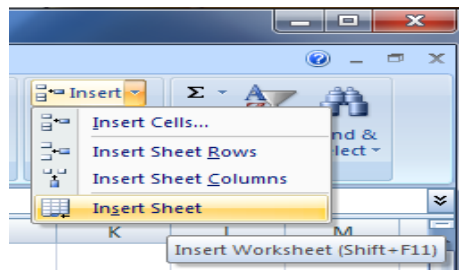 Insert
Σ
Insert Cells...
nd &
Insert Sheet Rows
lect
Insert Sheet Columns
Insert Sheet
K
M
Insert Worksheet (Shift+F11)